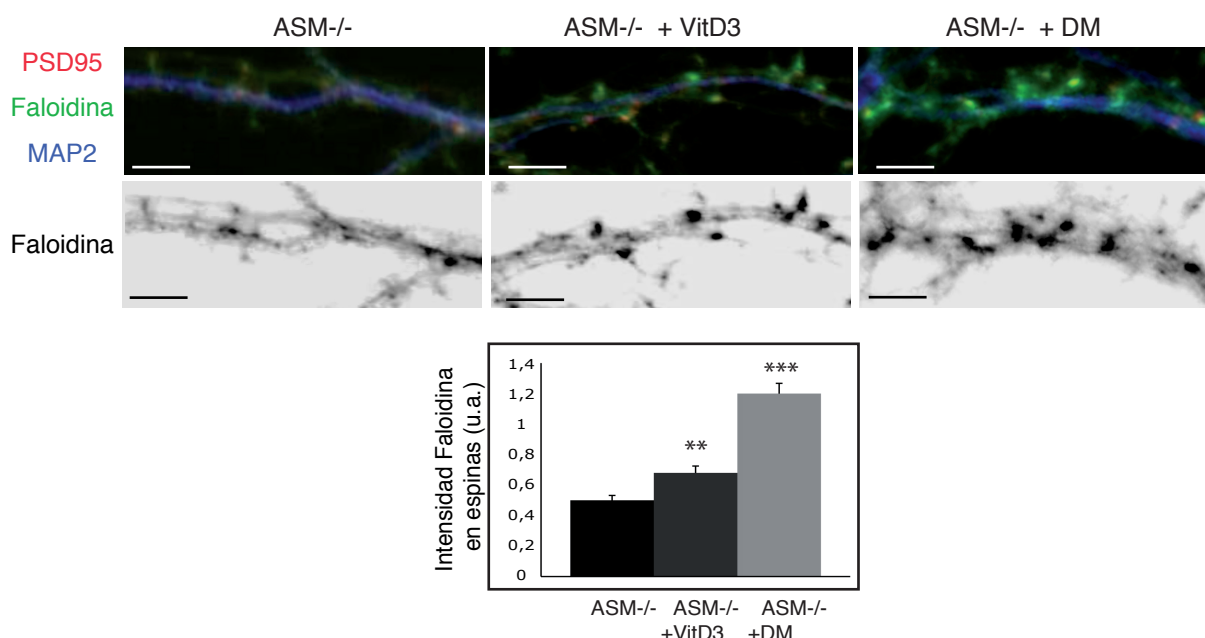 ASM-/- ASM-/- + VitD3 ASM-/- + DM
PSD95
Faloidina
MAP2
Faloidina
Intensidad Faloidina
en espinas (u.a.)
1,4
1,2
1
0,8
0,6
0,4
0,2
0
**
***
ASM-/- ASM-/- ASM-/-
+VitD3 +DM